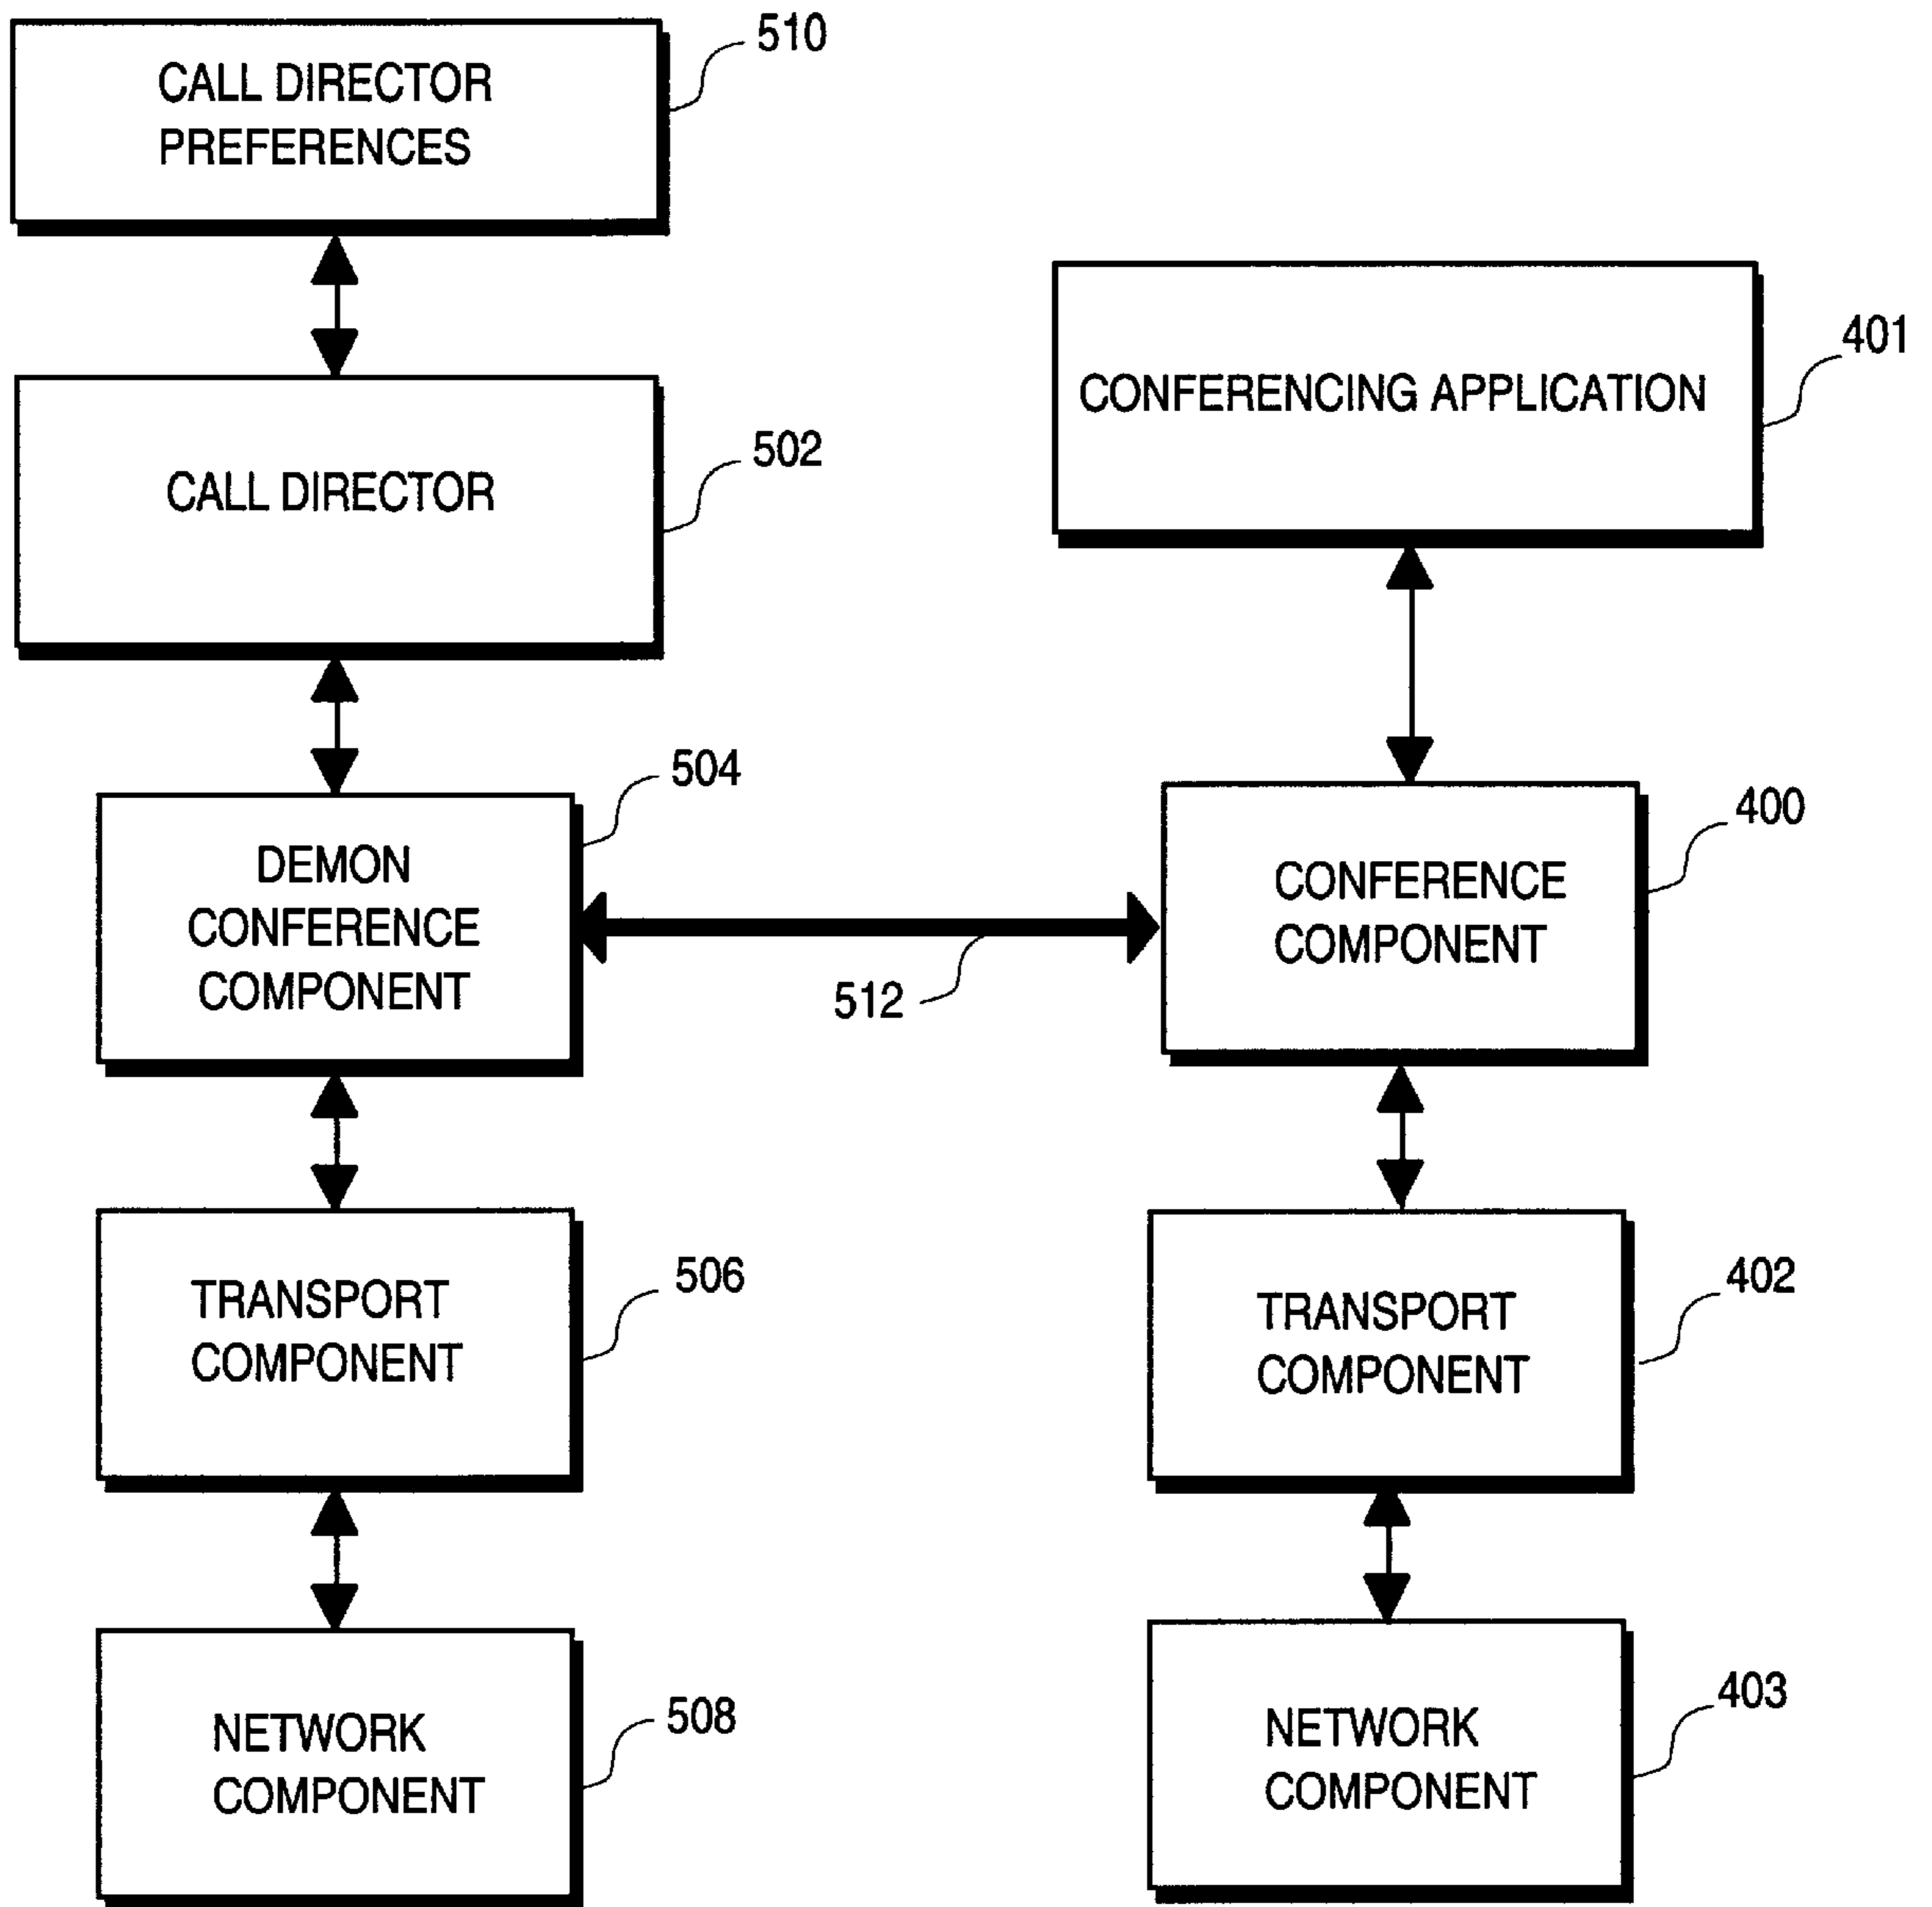 510
CALL DIRECTOR
PREFERENCES
401
CONFERENCING APPLICATION
502
CALL DIRECTOR
504
DEMON
CONFERENCE
COMPONENT
400
CONFERENCE
COMPONENT
512
506
TRANSPORT
COMPONENT
402
TRANSPORT
COMPONENT
508
NETWORK
COMPONENT
403
NETWORK
COMPONENT